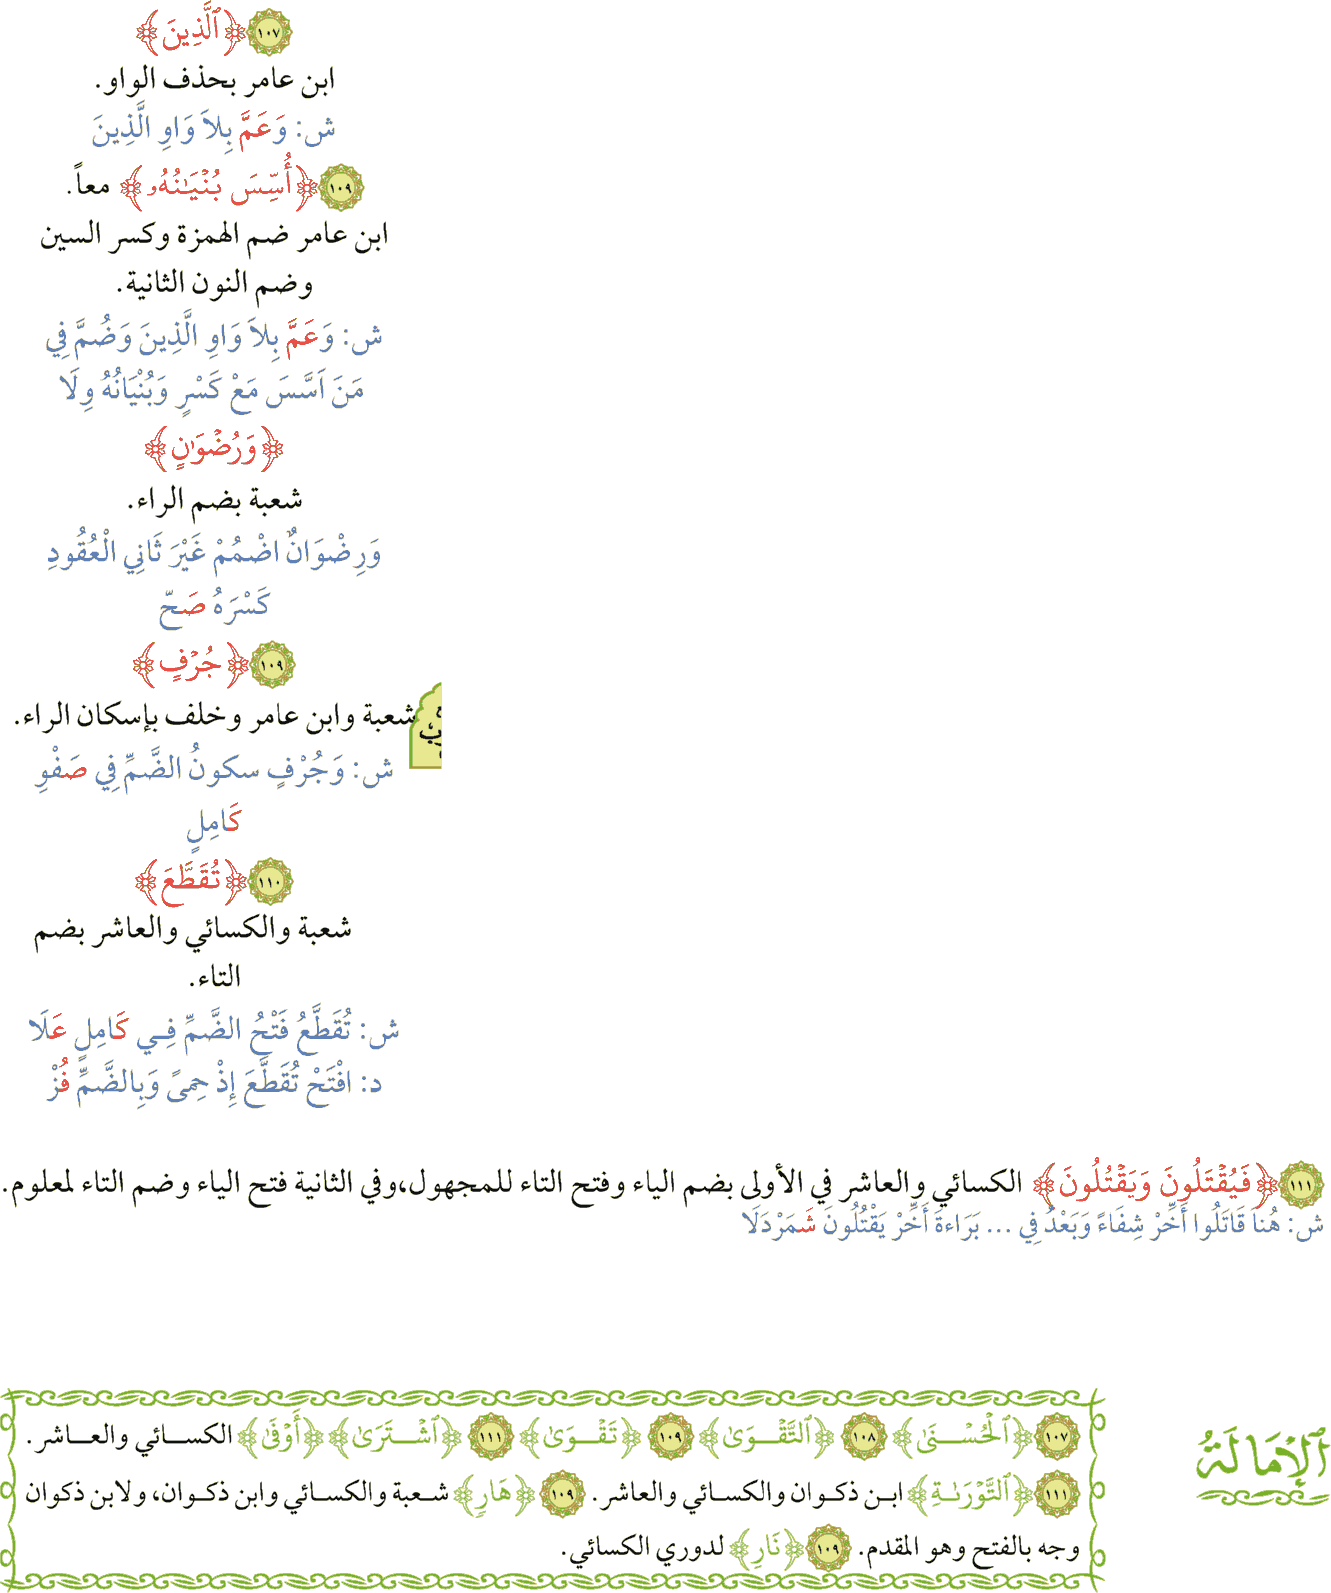 ١٠٧ ﴿ٱلَّذِينَ﴾
ابن عامر بحذف الواو.
ش: وَعَمَّ بِلاَ وَاوِ الَّذِينَ
١٠٩ ﴿أُسِّسَ بُنْيَـٰنُهُۥ﴾ معاً.
ابن عامر ضم الهمزة وكسر السين
وضم النون الثانية.
ش: وَعَمَّ بِلاَ وَاوِ الَّذِينَ وَضُمَّ فِي
مَنَ اَسَّسَ مَعْ كَسْرٍ وَبُنْيَانُهُ وِلَا
﴿وَرُضْوَٰنٍ﴾
شعبة بضم الراء.
وَرِضْوَانٌ اضْمُمْ غَيْرَ ثَانِي الْعُقُودِ
كَسْرَهُ صَحّ
١٠٩ ﴿جُرْفٍ﴾
شعبة وابن عامر وخلف بإسكان الراء.
ش: وَجُرْفٍ سكونُ الضَّمِّ فِي صَفْوِ
كَامِلٍ
١١٠ ﴿تُقَطَّعَ﴾
شعبة والكسائي والعاشر بضم
التاء.
ش: تُقَطَّعُ فَتْحُ الضَّمِّ فِي كَامِلٍ عَلَا
د: افْتَحْ تُقَطَّعَ إِذْ حِمىً وَبِالضَّمِّ فُزْ
١١١ ﴿فَيُقْتَلُونَ وَيَقْتُلُونَ﴾ الكسائي والعاشر في الأولى بضم الياء وفتح التاء للمجهول،وفي الثانية فتح الياء وضم التاء لمعلوم.
ش: هُنَا قَاتَلُوا أَخِّرْ شِفَاءً وَبَعْدُ فِي ... بَرَاءةَ أَخِّرْ يَقْتُلُونَ شَمَرْدَلَا
ٱلْإِمَالَةُ
١٠٧ ﴿ٱلْحُسْنَىٰ﴾ ١٠٨ ﴿ٱلتَّقْوَىٰ﴾ ١٠٩ ﴿تَقْوَىٰ﴾ ١١١ ﴿ٱشْتَرَىٰ﴾ ﴿أَوْفَىٰ﴾ الكسائي والعاشر.
١١١ ﴿ٱلتَّوْرَىٰةِ﴾ ابن ذكوان والكسائي والعاشر. ١٠٩ ﴿هَارٍ﴾ شعبة والكسائي وابن ذكوان، ولابن ذكوان
وجه بالفتح وهو المقدم. ١٠٩ ﴿نَارِ﴾ لدوري الكسائي.